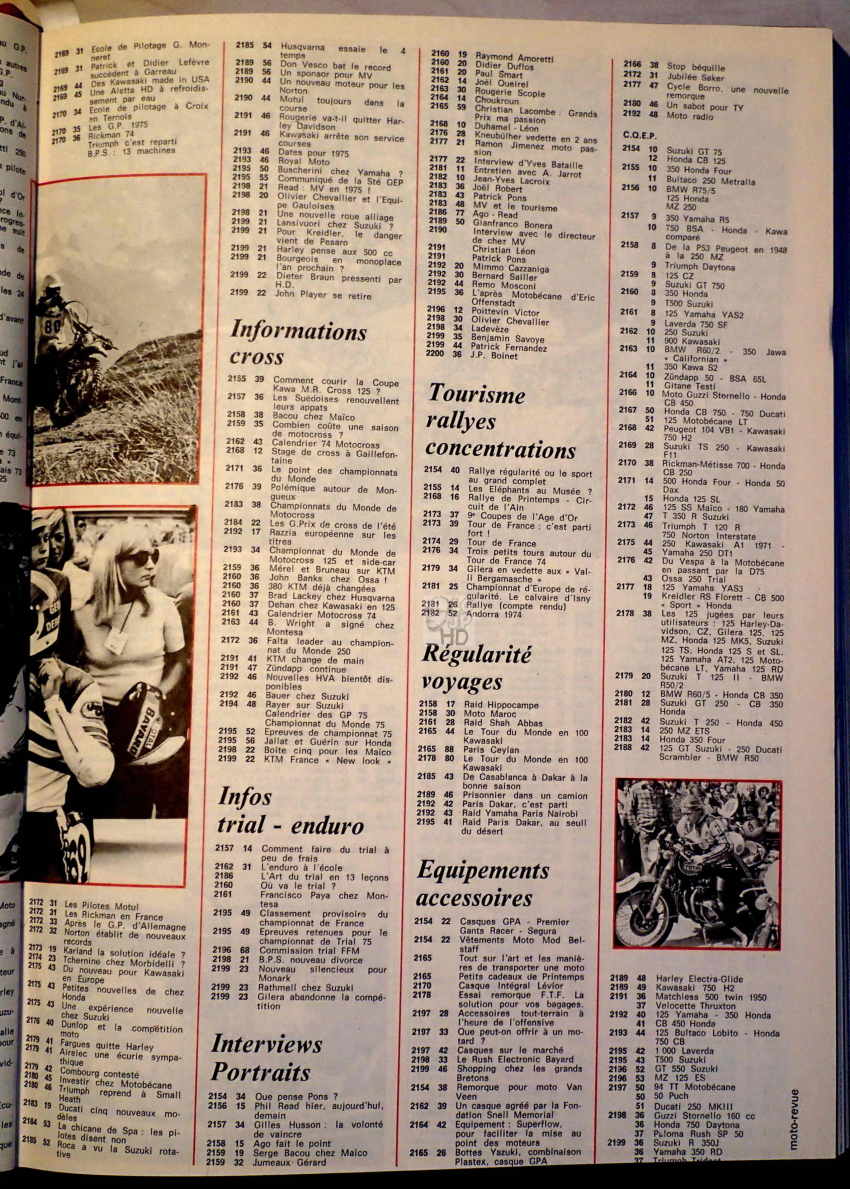 2169 31 Ecole de Pilotage G. Mon-
neret
2169 31 Patrick et Didier Lefèvre
succèdent à Garreau
2169 44 Des Kawasaki made in USA
2169 45 Une Aletta HD à refroidis-
sement par eau
2170 34 Ecole de pilotage à Croix
en Ternois
2170 35 Les G.P. 1975
2170 36 Rickman 74
Triumph c'est reparti
B.P.S. : 13 machines
2172 31 Les Pilotes Motul
2172 31 Les Rickman en France
2172 33 Après le G.P. d'Allemagne
2172 32 Norton établit de nouveaux
records
2173 19 Karland la solution idéale ?
2174 23 Tchernine chez Morbidelli ?
2175 43 Du nouveau pour Kawasaki
en Europe
2175 43 Petites nouvelles de chez
Honda
2175 43 Une expérience nouvelle
chez Suzuki
2176 40 Dunlop et la compétition
moto
2179 41 Fargues quitte Harley
2179 41 Airelec une écurie sympa-
thique
2179 42 Combourg contesté
2180 45 Investir chez Motobécane
2180 46 Triumph reprend à Small
Heath
2183 19 Ducati cinq nouveaux mo-
dèles
2184 53 La chicane de Spa : les pi-
lotes disent non
2185 52 Roca a vu la Suzuki rota-
tive
2185 54 Husqvarna essaie le 4
temps
2189 56 Don Vesco bat le record
2189 56 Un sponsor pour MV
2190 44 Un nouveau moteur pour les
Norton
2190 44 Motul toujours dans la
course
2191 46 Rougerie va-t-il quitter Har-
ley Davidson
2191 46 Kawasaki arrête son service
courses
2193 46 Dates pour 1975
2193 46 Royal Moto
2195 50 Buscherini chez Yamaha ?
2195 55 Communiqué de la Sté GEP
2198 21 Read : MV en 1975 !
2198 20 Olivier Chevallier et l'Equi-
pe Gauloises
2198 21 Une nouvelle roue alliage
2199 21 Lansivuori chez Suzuki ?
2199 21 Pour Kreidler, le danger
vient de Pesaro
2199 21 Harley pense aux 500 cc
2199 21 Bourgeois en monoplace
l'an prochain ?
2199 22 Dieter Braun pressenti par
H.D.
2199 22 John Player se retire
Informations
cross
2155 39 Comment courir la Coupe
Kawa M.R. Cross 125 ?
2157 36 Les Suédoises renouvellent
leurs appats
2158 38 Bacou chez Maïco
2159 35 Combien coûte une saison
de motocross ?
2162 43 Calendrier 74 Motocross
2168 12 Stage de cross à Gaillefon-
taine
2171 36 Le point des championnats
du Monde
2176 39 Polémique autour de Mon-
gueux
2183 38 Championnats du Monde de
Motocross
2184 22 Les G.Prix de cross de l'été
2192 17 Razzia européenne sur les
titres
2193 34 Championnat du Monde de
Motocross 125 et side-car
2159 36 Mérel et Bruneau sur KTM
2160 36 John Banks chez Ossa !
2160 36 380 KTM déjà changées
2160 37 Brad Lackey chez Husqvarna
2160 37 Dehan chez Kawasaki en 125
2161 43 Calendrier Motocross 74
2163 44 B. Wright a signé chez
Montesa
2172 36 Falta leader au champion-
nat du Monde 250
2191 41 KTM change de main
2191 47 Zündapp continue
2192 46 Nouvelles HVA bientôt dis-
ponibles
2192 46 Bauer chez Suzuki
2194 48 Rayer sur Suzuki
Calendrier des GP 75
Championnat du Monde 75
2195 52 Epreuves de championnat 75
2195 56 Jallat et Guérin sur Honda
2198 22 Boîte cinq pour les Maïco
2199 22 KTM France « New look »
Infos
trial - enduro
2157 14 Comment faire du trial à
peu de frais
2162 31 L'enduro à l'école
2186 L'Art du trial en 13 leçons
2160 Où va le trial ?
2161 Francisco Paya chez Mon-
tesa
2195 49 Classement provisoire du
championnat de France
2195 49 Epreuves retenues pour le
championnat de Trial 75
2196 68 Commission trial FFM
2198 21 B.P.S. nouveau divorce
2199 23 Nouveau silencieux pour
Monark
2199 23 Rathmell chez Suzuki
2199 23 Gilera abandonne la compé-
tition
Interviews
Portraits
2154 34 Que pense Pons ?
2156 15 Phil Read hier, aujourd'hui,
demain
2157 34 Gilles Husson : la volonté
de vaincre
2158 15 Ago fait le point
2159 19 Serge Bacou chez Maïco
2159 32 Jumeaux Gérard
2160 19 Raymond Amoretti
2160 20 Didier Duflos
2161 20 Paul Smart
2162 14 Joël Queirel
2163 30 Rougerie Scopie
2164 14 Choukroun
2165 59 Christian Lacombe : Grands
Prix ma passion
2168 10 Duhamel - Léon
2176 28 Kneubülher vedette en 2 ans
2177 21 Ramon Jimenez moto pas-
sion
2177 22 Interview d'Yves Bataille
2181 11 Entretien avec A. Jarrot
2182 10 Jean-Yves Lacroix
2183 36 Joël Robert
2183 43 Patrick Pons
2183 48 MV et le tourisme
2186 77 Ago - Read
2189 50 Gianfranco Bonera
2190 Interview avec le directeur
de chez MV
2191 Christian Léon
2191 Patrick Pons
2192 20 Mimmo Cazzaniga
2192 30 Bernard Sailler
2192 44 Remo Mosconi
2195 36 L'après Motobécane d'Eric
Offenstadt
2196 12 Poittevin Victor
2198 30 Olivier Chevallier
2198 34 Ladevèze
2199 35 Benjamin Savoye
2199 44 Patrick Fernandez
2200 36 J.P. Boinet
Tourisme
rallyes
concentrations
2154 40 Rallye régularité ou le sport
au grand complet
2155 14 Les Eléphants au Musée ?
2168 16 Rallye de Printemps - Cir-
cuit de l'Ain
2173 37 9e Coupes de l'Age d'Or
2173 39 Tour de France : c'est parti
fort !
2174 29 Tour de France
2176 34 Trois petits tours autour du
Tour de France 74
2179 34 Gilera en vedette aux « Val-
li Bergamasche »
2181 25 Championnat d'Europe de ré-
gularité. Le calvaire d'Isny
2181 26 Rallye (compte rendu)
2182 52 Andorra 1974
Régularité
voyages
2158 17 Raid Hippocampe
2158 30 Moto Maroc
2161 28 Raid Shah Abbas
2165 44 Le Tour du Monde en 100
Kawasaki
2165 88 Paris Ceylan
2178 80 Le Tour du Monde en 100
Kawasaki
2185 43 De Casablanca à Dakar à la
bonne saison
2189 46 Prisonnier dans un camion
2192 42 Paris Dakar, c'est parti
2192 43 Raid Yamaha Paris Nairobi
2195 41 Raid Paris Dakar, au seuil
du désert
Equipements
accessoires
2154 22 Casques GPA - Premier
Gants Racer - Segura
2154 22 Vêtements Moto Mod Bel-
staff
2165 Tout sur l'art et les maniè-
res de transporter une moto
2165 Petits cadeaux de Printemps
2170 Casque Intégral Lévior
2178 Essai remorque F.T.F. La
solution pour vos bagages.
2197 28 Accessoires tout-terrain à
l'heure de l'offensive
2197 33 Que peut-on offrir à un mo-
tard ?
2197 42 Casques sur le marché
2198 33 Le Rush Electronic Bayard
2199 46 Shopping chez les grands
Bretons
2154 38 Remorque pour moto Van
Veen
2162 39 Un casque agréé par la Fon-
dation Snell Memorial
2164 42 Equipement : Superflow,
pour faciliter la mise au
point des moteurs
2165 26 Bottes Yazuki, combinaison
Plastex, casque GPA
2166 38 Stop béquille
2172 31 Jubilée Saker
2177 47 Cycle Borro, une nouvelle
remorque
2180 46 Un sabot pour TY
2192 48 Moto radio
C.Q.E.P.
2154 10 Suzuki GT 75
12 Honda CB 125
2155 10 350 Honda Four
11 Bultaco 250 Metralla
2156 10 BMW R75/5
125 Honda
MZ 250
2157 9 350 Yamaha R5
10 750 BSA - Honda - Kawa
comparé
2158 8 De la P53 Peugeot en 1948
à la 250 MZ
9 Triumph Daytona
2159 8 125 CZ
9 Suzuki GT 750
2160 8 350 Honda
9 T500 Suzuki
2161 8 125 Yamaha YAS2
9 Laverda 750 SF
2162 10 250 Suzuki
11 900 Kawasaki
2163 10 BMW R60/2 - 350 Jawa
« Californian »
11 350 Kawa S2
2164 10 Zündapp 50 - BSA 65L
11 Gitane Testi
2166 10 Moto Guzzi Stornello - Honda
CB 450
2167 50 Honda CB 750 - 750 Ducati
51 125 Motobécane LT
2168 42 Peugeot 104 VB1 - Kawasaki
750 H2
2169 28 Suzuki TS 250 - Kawasaki
F11
2170 38 Rickman-Métisse 700 - Honda
CB 250
2171 14 500 Honda Four - Honda 50
Dax
15 Honda 125 SL
2172 46 125 SS Maïco - 180 Yamaha
47 T 350 R Suzuki
2173 46 Triumph T 120 R
750 Norton Interstate
2175 44 250 Kawasaki A1 1971 -
45 Yamaha 250 DT1
2176 42 Du Vespa à la Motobécane
en passant par la D75
43 Ossa 250 Trial
2177 18 125 Yamaha YAS3
19 Kreidler RS Florett - CB 500
« Sport » Honda
2178 38 Les 125 jugées par leurs
utilisateurs : 125 Harley-Da-
vidson, CZ, Gilera 125, 125
MZ, Honda 125 MK5, Suzuki
125 TS, Honda 125 S et SL,
125 Yamaha AT2, 125 Moto-
bécane LT, Yamaha 125 RD
2179 20 Suzuki T 125 II - BMW
R50/2
2180 12 BMW R60/5 - Honda CB 350
2181 28 Suzuki GT 250 - CB 350
Honda
2182 42 Suzuki T 250 - Honda 450
2183 14 250 MZ ETS
2183 14 Honda 350 Four
2188 42 125 GT Suzuki - 250 Ducati
Scrambler - BMW R50
2189 48 Harley Electra-Glide
2189 49 Kawasaki 750 H2
2191 36 Matchless 500 twin 1950
37 Velocette Thruxton
2192 40 125 Yamaha - 350 Honda
41 CB 450 Honda
2193 44 125 Bultaco Lobito - Honda
750 CB
2195 42 1 000 Laverda
2195 43 T500 Suzuki
2196 52 GT 550 Suzuki
2196 53 MZ 125 ES
2197 50 94 TT Motobécane
50 50 Puch
51 Ducati 250 MKIII
2198 36 Guzzi Stornello 160 cc
36 Honda 750 Daytona
37 Paloma Rush SP 50
2199 36 Suzuki R 350J
36 Yamaha 350 RD
37 Triumph Trident
moto-revue
80
BAYARD
HD